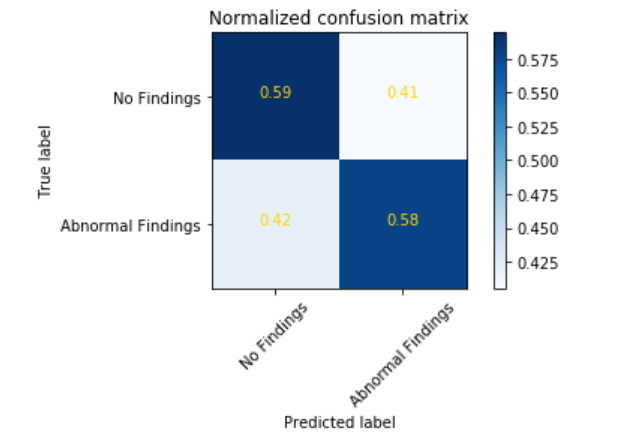 Normalized confusion matrix
True label
No Findings
0.59
0.41
Abnormal Findings
0.42
0.58
No Findings
Abnormal Findings
Predicted label
0.575
0.550
0.525
0.500
0.475
0.450
0.425